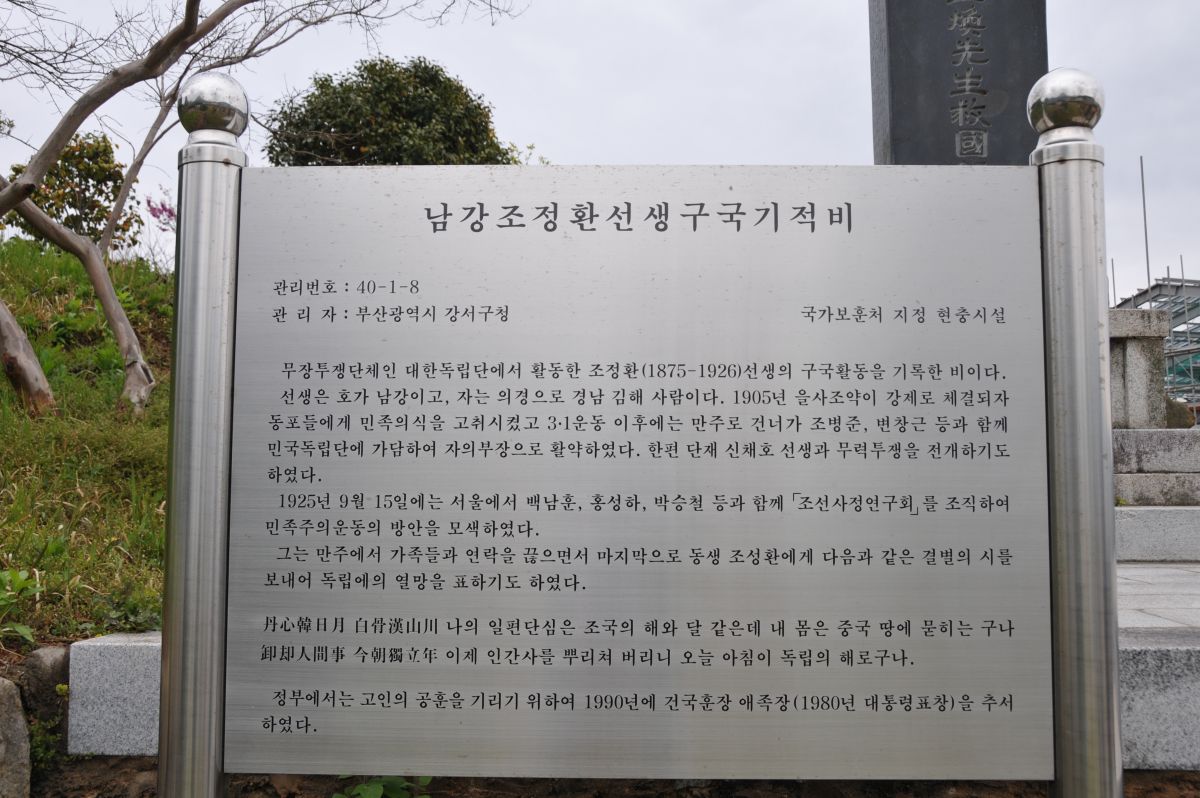 煥先生救國
남강조정환선생구국기적비
관리번호 : 40-1-8
관 리 자 : 부산광역시 강서구청
국가보훈처 지정 현충시설
무장투쟁단체인 대한독립단에서 활동한 조정환(1875-1926)선생의 구국활동을 기록한 비이다.
선생은 호가 남강이고, 자는 의경으로 경남 김해 사람이다. 1905년 을사조약이 강제로 체결되자
동포들에게 민족의식을 고취시켰고 3·1운동 이후에는 만주로 건너가 조병준, 변창근 등과 함께
민국독립단에 가담하여 자의부장으로 활약하였다. 한편 단재 신채호 선생과 무력투쟁을 전개하기도
하였다.
1925년 9월 15일에는 서울에서 백남훈, 홍성하, 박승철 등과 함께 「조선사정연구회」를 조직하여
민족주의운동의 방안을 모색하였다.
그는 만주에서 가족들과 연락을 끊으면서 마지막으로 동생 조성환에게 다음과 같은 결별의 시를
보내어 독립에의 열망을 표하기도 하였다.
丹心韓日月 白骨漢山川 나의 일편단심은 조국의 해와 달 같은데 내 몸은 중국 땅에 묻히는 구나
卸却人間事 今朝獨立年 이제 인간사를 뿌리쳐 버리니 오늘 아침이 독립의 해로구나.
정부에서는 고인의 공훈을 기리기 위하여 1990년에 건국훈장 애족장(1980년 대통령표창)을 추서
하였다.